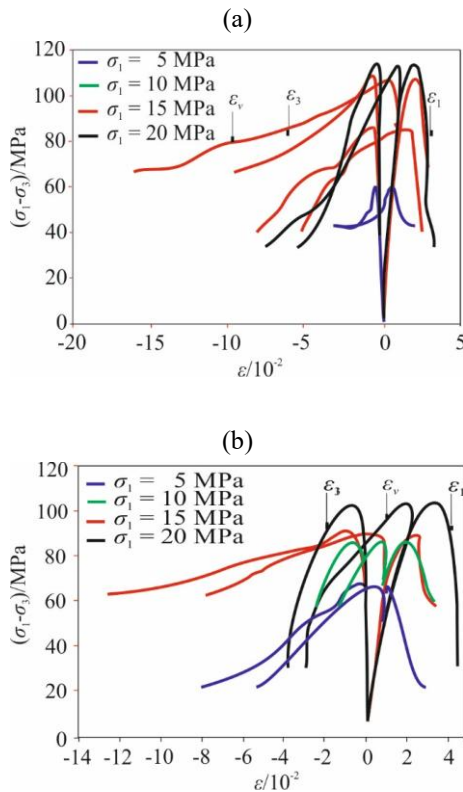 (a)
120
100
80
60
40
20
0
(σ₁-σ₃)/MPa
σ₁ = 5 MPa
σ₁ = 10 MPa
σ₁ = 15 MPa
σ₁ = 20 MPa
εᵥ
ε₃
ε₁
-20 -15 -10 -5 0 5
ε/10⁻²
(b)
120
100
80
60
40
20
0
(σ₁-σ₃)/MPa
σ₁ = 5 MPa
σ₁ = 10 MPa
σ₁ = 15 MPa
σ₁ = 20 MPa
ε₃
εᵥ
ε₁
-14 -12 -10 -8 -6 -4 -2 0 2 4
ε/10⁻²